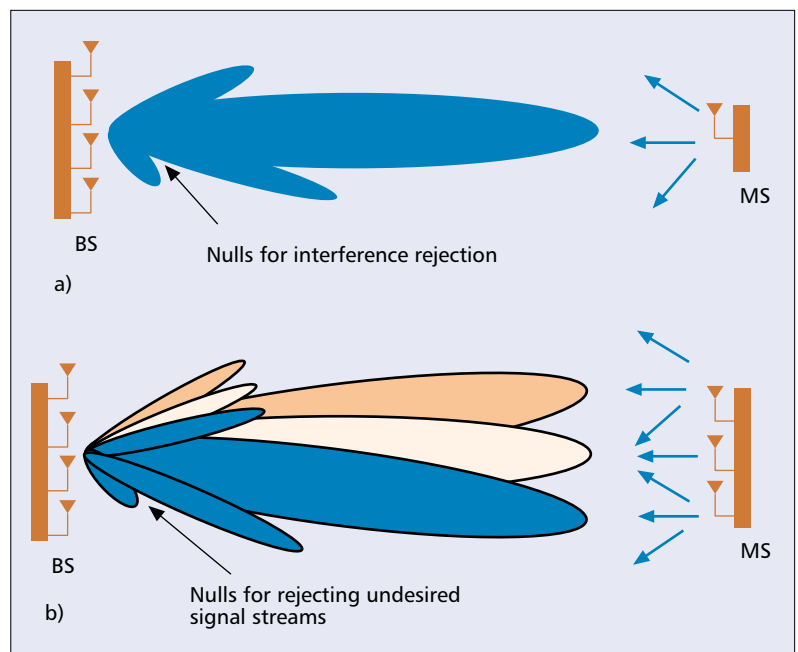 BS
MS
Nulls for interference rejection
a)
BS
MS
Nulls for rejecting undesired
signal streams
b)